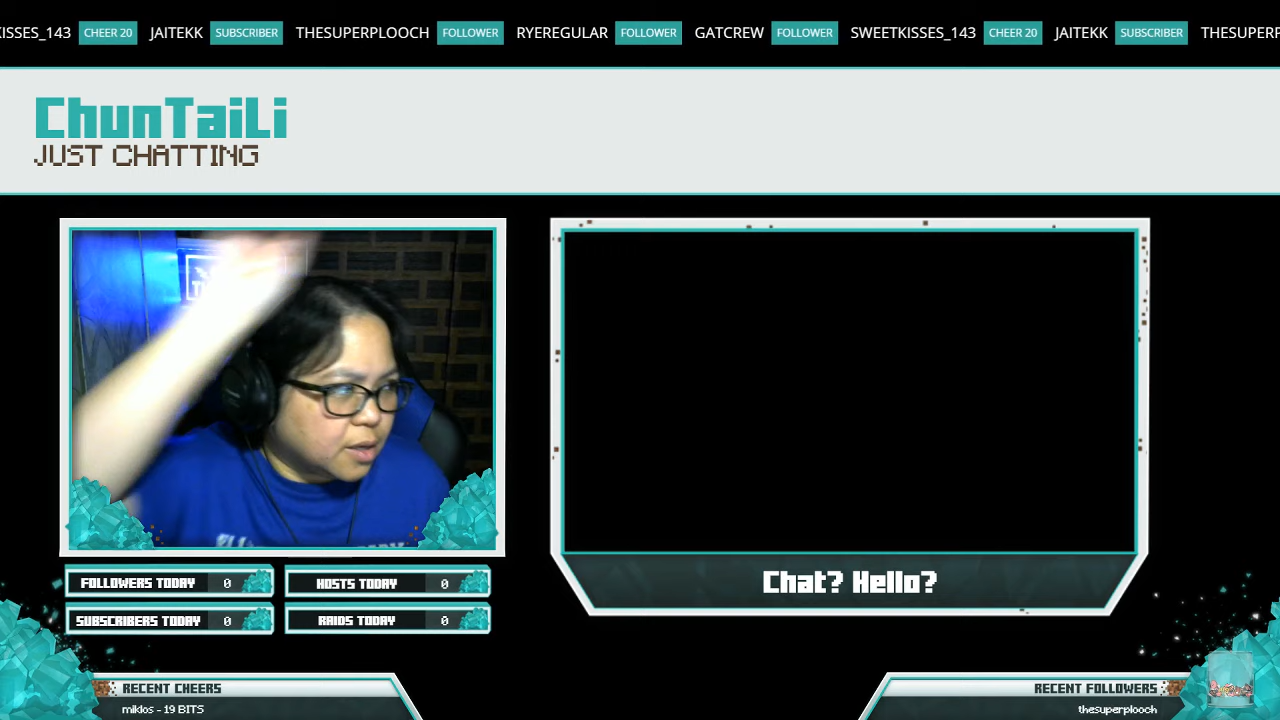 ISSES_143 CHEER 20 JAITEKK SUBSCRIBER THESUPERPLOOCH FOLLOWER RYEREGULAR FOLLOWER GATCREW FOLLOWER SWEETKISSES_143 CHEER 20 JAITEKK SUBSCRIBER THESUPERP
ChunTaiLi
JUST CHATTING
Chat? Hello?
FOLLOWERS TODAY 0
HOSTS TODAY 0
SUBSCRIBERS TODAY 0
RAIDS TODAY 0
RECENT CHEERS
miklos - 19 BITS
RECENT FOLLOWERS
thesuperplooch